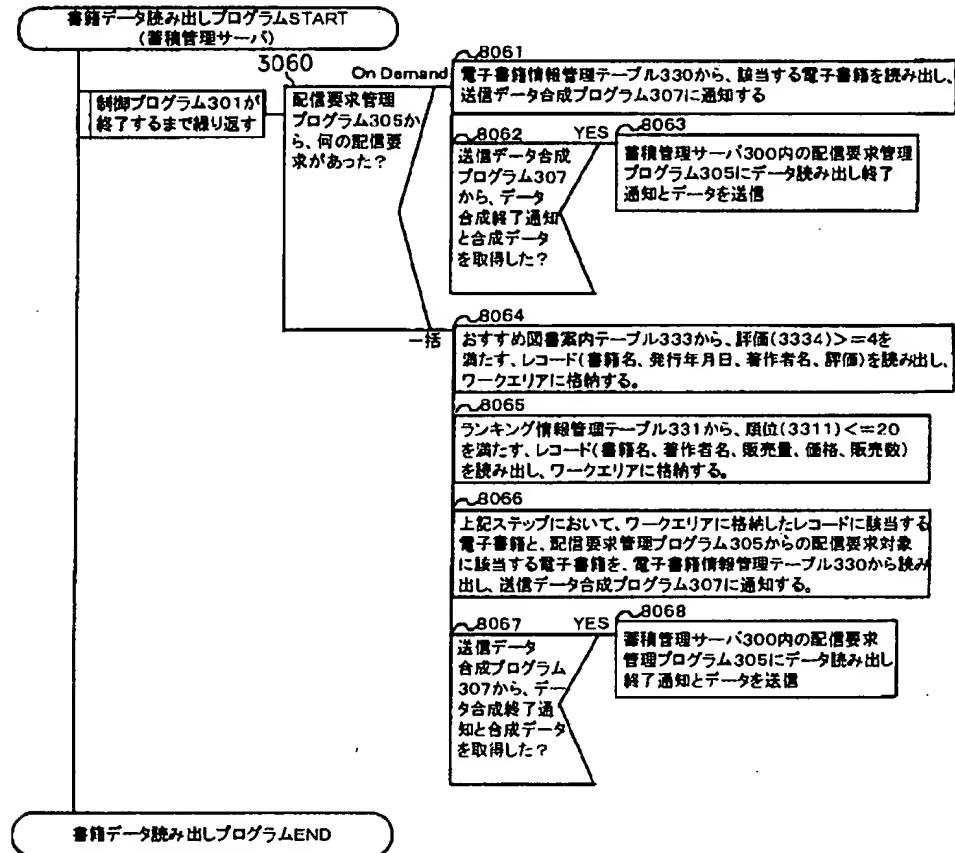 書籍データ読み出しプログラムSTART
(蓄積管理サーバ)
制御プログラム301が
終了するまで繰り返す
3060
配信要求管理
プログラム305か
ら、何の配信要
求があった?
On Demand
8061
電子書籍情報管理テーブル330から、該当する電子書籍を読み出し、
送信データ合成プログラム307に通知する
8062
送信データ合成
プログラム307
から、データ
合成終了通知
と合成データ
を取得した?
YES
8063
蓄積管理サーバ300内の配信要求管理
プログラム305にデータ読み出し終了
通知とデータを送信
一括
8064
おすすめ図書案内テーブル333から、評価(3334)>=4を
満たす、レコード(書籍名、発行年月日、著作者名、評価)を読み出し、
ワークエリアに格納する。
8065
ランキング情報管理テーブル331から、順位(3311)<=20
を満たす、レコード(書籍名、著作者名、販売量、価格、販売数)
を読み出し、ワークエリアに格納する。
8066
上記ステップにおいて、ワークエリアに格納したレコードに該当する
電子書籍と、配信要求管理プログラム305からの配信要求対象
に該当する電子書籍を、電子書籍情報管理テーブル330から読み
出し、送信データ合成プログラム307に通知する。
8067
送信データ
合成プログラム
307から、デー
タ合成終了通
知と合成データ
を取得した?
YES
8068
蓄積管理サーバ300内の配信要求
管理プログラム305にデータ読み出し
終了通知とデータを送信
書籍データ読み出しプログラムEND